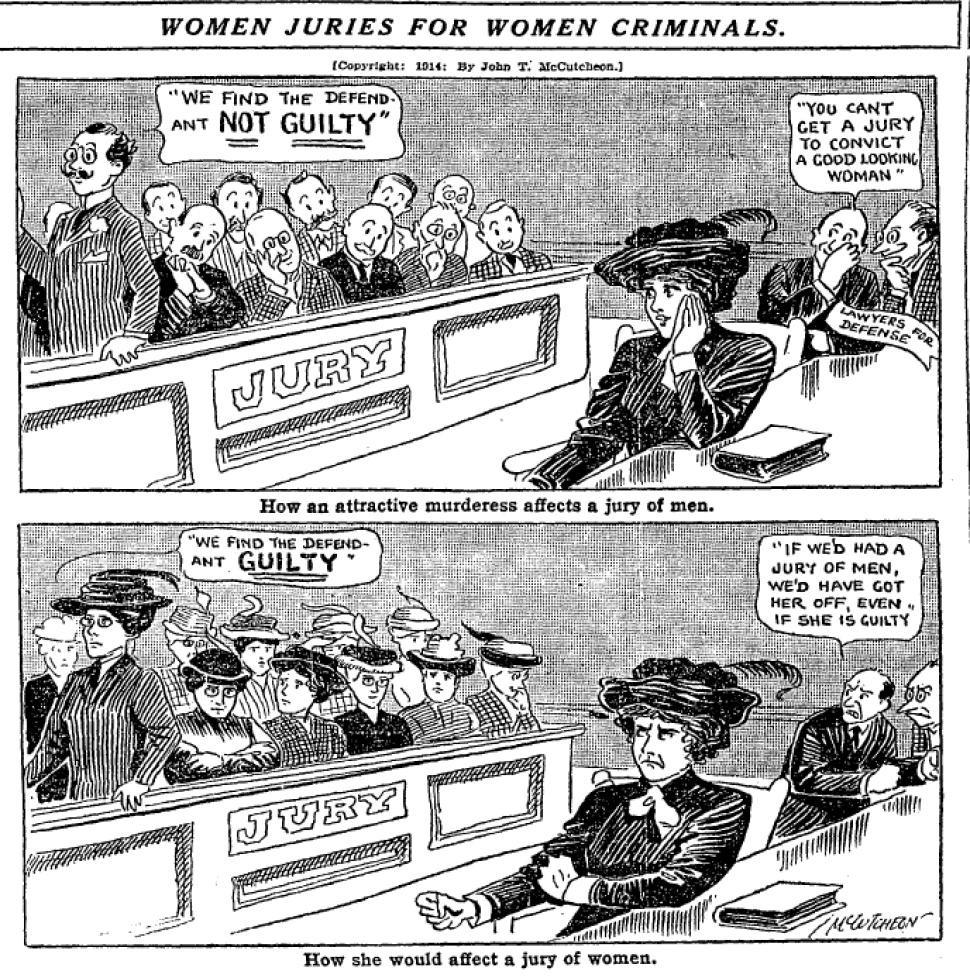 WOMEN JURIES FOR WOMEN CRIMINALS.
[Copyright: 1914: By John T. McCutcheon.]
"WE FIND THE DEFEND-
ANT NOT GUILTY"
"YOU CANT
GET A JURY
TO CONVICT
A GOOD LOOKING
WOMAN"
LAWYERS FOR
DEFENSE
JURY
How an attractive murderess affects a jury of men.
"WE FIND THE DEFEND-
ANT GUILTY"
"IF WE'D HAD A
JURY OF MEN,
WE'D HAVE GOT
HER OFF, EVEN
IF SHE IS GUILTY"
JURY
McCUTCHEON
How she would affect a jury of women.